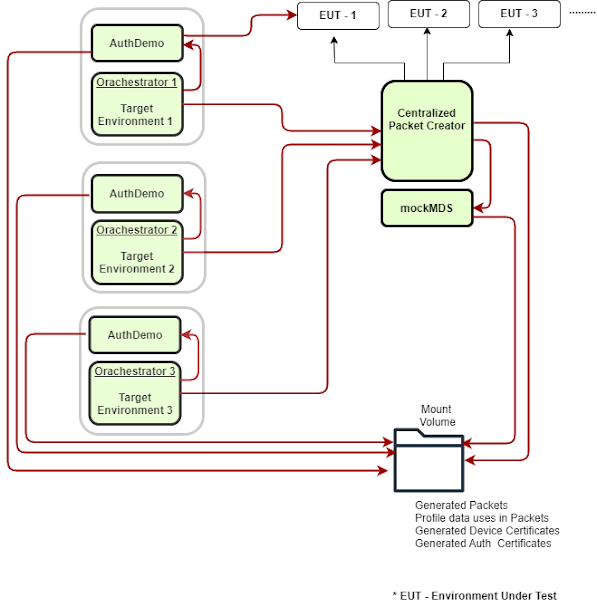 EUT - 1
EUT - 2
EUT - 3
.........
AuthDemo
Orachestrator 1
Target
Environment 1
Centralized
Packet Creator
AuthDemo
mockMDS
Orachestrator 2
Target
Environment 2
AuthDemo
Orachestrator 3
Target
Environment 3
Mount
Volume
Generated Packets
Profile data uses in Packets
Generated Device Certificates
Generated Auth Certificates
* EUT - Environment Under Test